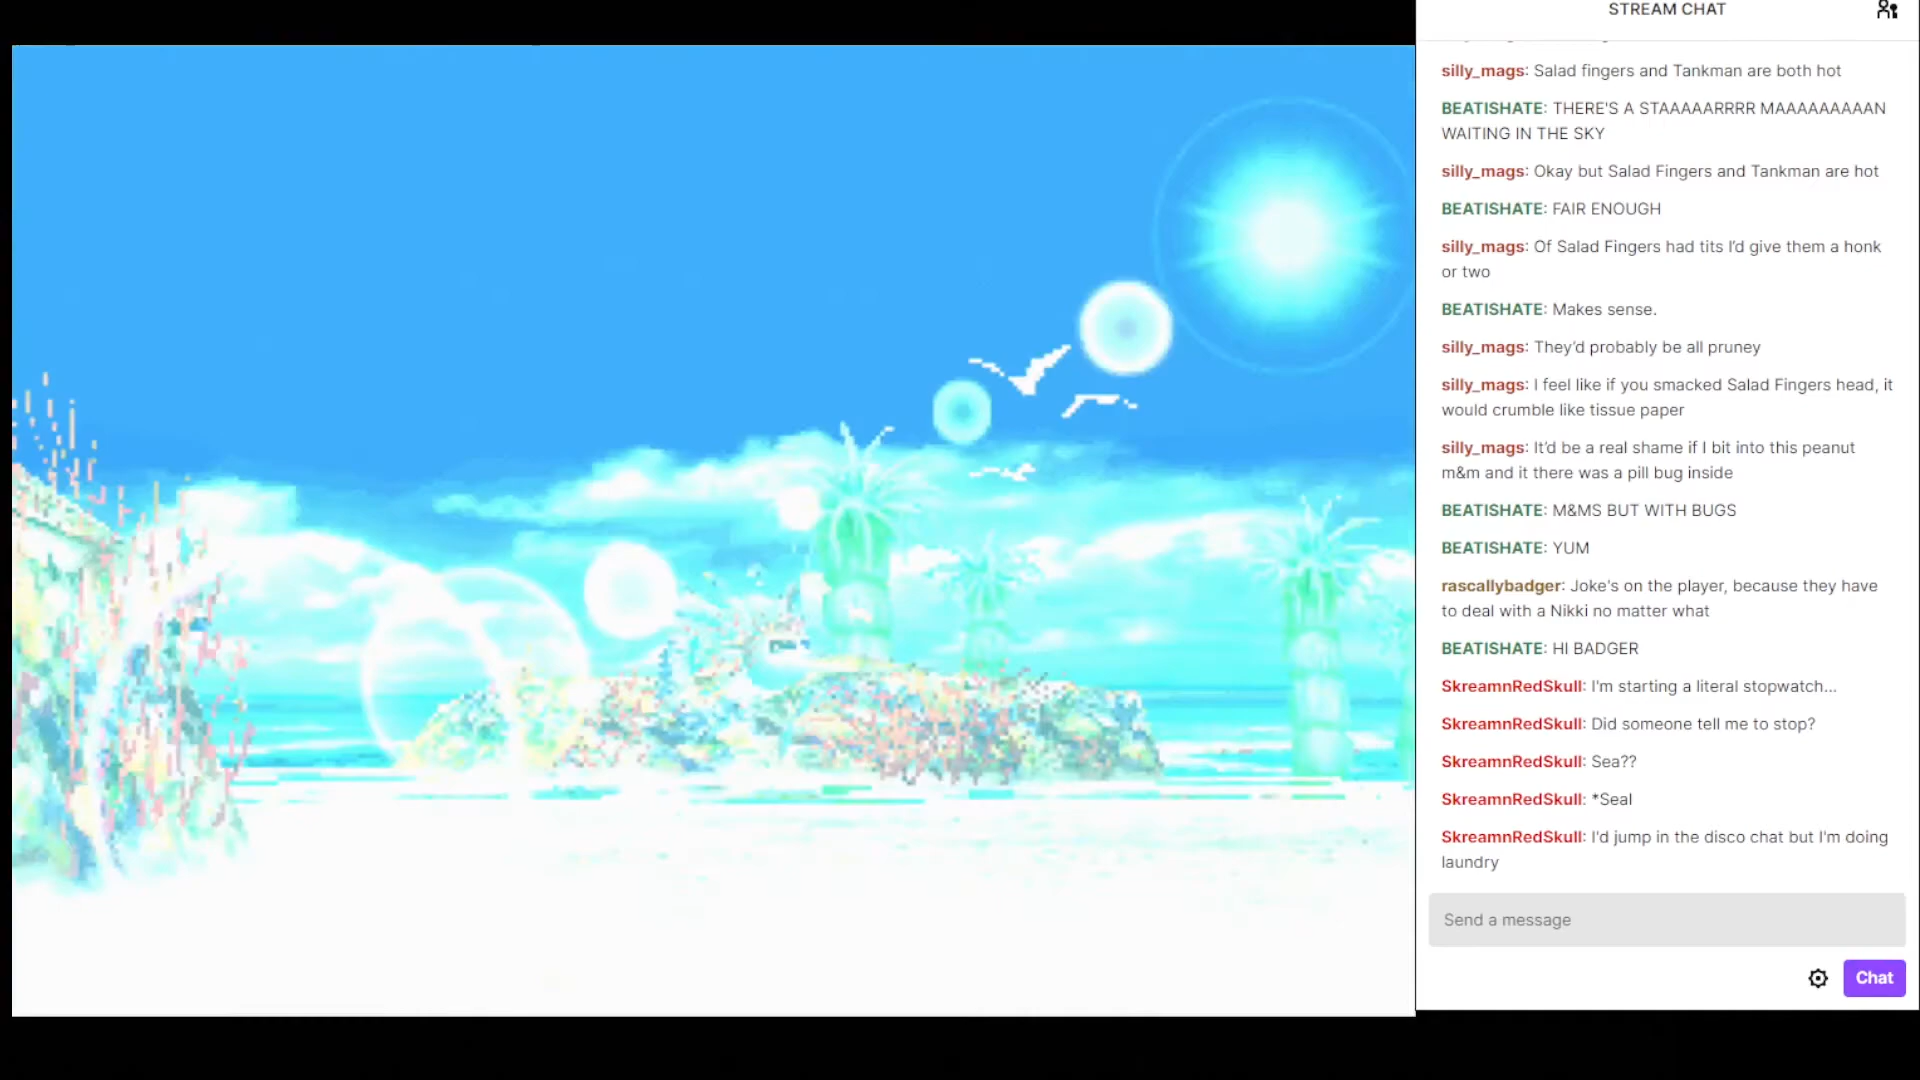 STREAM CHAT
silly_mags: Salad fingers and Tankman are both hot
BEATISHATE: THERE'S A STAAAAARRRR MAAAAAAAAAN
WAITING IN THE SKY
silly_mags: Okay but Salad Fingers and Tankman are hot
BEATISHATE: FAIR ENOUGH
silly_mags: Of Salad Fingers had tits I'd give them a honk
or two
BEATISHATE: Makes sense.
silly_mags: They'd probably be all pruney
silly_mags: I feel like if you smacked Salad Fingers head, it
would crumble like tissue paper
silly_mags: It'd be a real shame if I bit into this peanut
m&m and it there was a pill bug inside
BEATISHATE: M&MS BUT WITH BUGS
BEATISHATE: YUM
rascallybadger: Joke's on the player, because they have
to deal with a Nikki no matter what
BEATISHATE: HI BADGER
SkreamnRedSkull: I'm starting a literal stopwatch...
SkreamnRedSkull: Did someone tell me to stop?
SkreamnRedSkull: Sea??
SkreamnRedSkull: *Seal
SkreamnRedSkull: I'd jump in the disco chat but I'm doing
laundry
Send a message
Chat